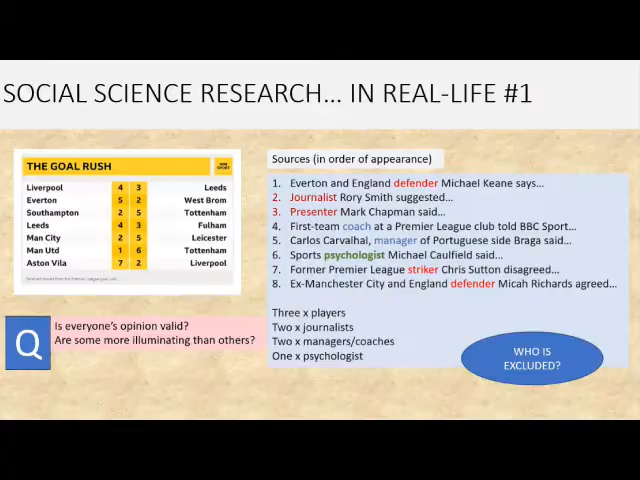 SOCIAL SCIENCE RESEARCH... IN REAL-LIFE #1
THE GOAL RUSH
Liverpool 4 3 Leeds
Everton 5 2 West Brom
Southampton 2 5 Tottenham
Leeds 4 3 Fulham
Man City 2 5 Leicester
Man Utd 1 6 Tottenham
Aston Vila 7 2 Liverpool
Q
Is everyone's opinion valid?
Are some more illuminating than others?
Sources (in order of appearance)
1. Everton and England defender Michael Keane says...
2. Journalist Rory Smith suggested...
3. Presenter Mark Chapman said...
4. First-team coach at a Premier League club told BBC Sport...
5. Carlos Carvalhal, manager of Portuguese side Braga said...
6. Sports psychologist Michael Caulfield said...
7. Former Premier League striker Chris Sutton disagreed...
8. Ex-Manchester City and England defender Micah Richards agreed...
Three x players
Two x journalists
Two x managers/coaches
One x psychologist
WHO IS
EXCLUDED?